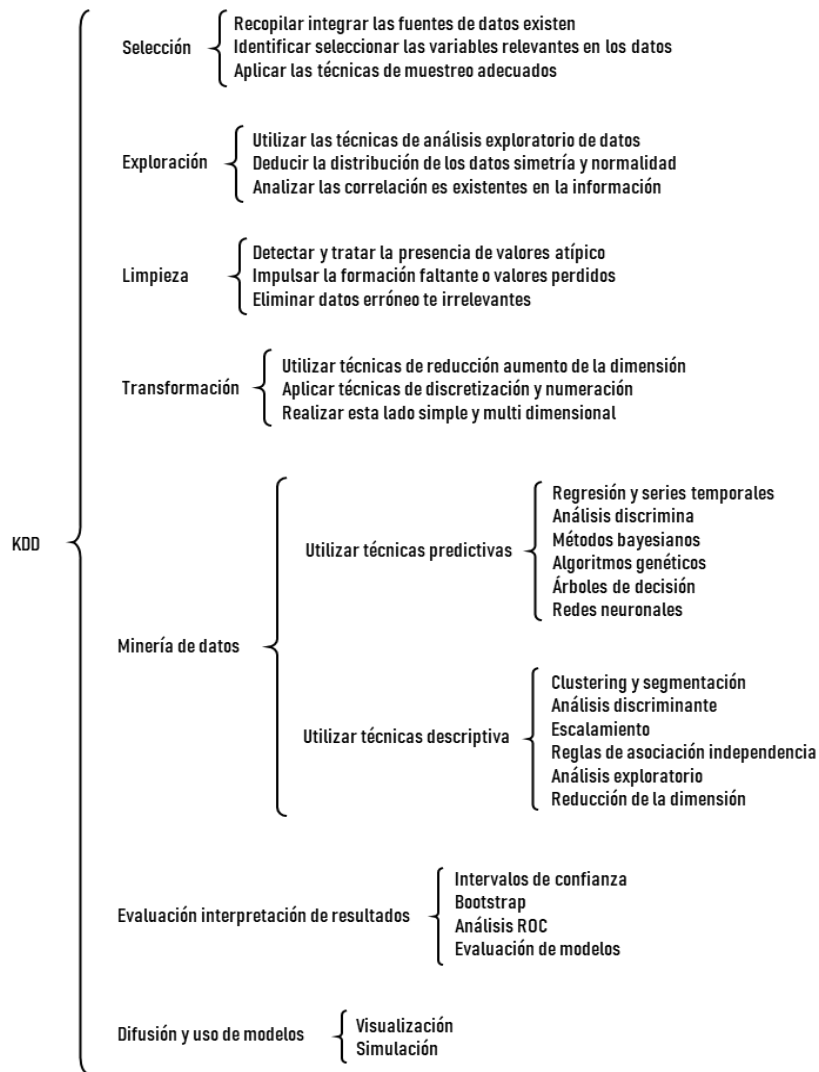 Selección
Recopilar integrar las fuentes de datos existen
Identificar seleccionar las variables relevantes en los datos
Aplicar las técnicas de muestreo adecuados
Exploración
Utilizar las técnicas de análisis exploratorio de datos
Deducir la distribución de los datos simetría y normalidad
Analizar las correlación es existentes en la información
Limpieza
Detectar y tratar la presencia de valores atípico
Impulsar la formación faltante o valores perdidos
Eliminar datos erróneo te irrelevantes
Transformación
Utilizar técnicas de reducción aumento de la dimensión
Aplicar técnicas de discretización y numeración
Realizar esta lado simple y multi dimensional
KDD
Minería de datos
Utilizar técnicas predictivas
Regresión y series temporales
Análisis discrimina
Métodos bayesianos
Algoritmos genéticos
Árboles de decisión
Redes neuronales
Utilizar técnicas descriptiva
Clustering y segmentación
Análisis discriminante
Escalamiento
Reglas de asociación independencia
Análisis exploratorio
Reducción de la dimensión
Evaluación interpretación de resultados
Intervalos de confianza
Bootstrap
Análisis ROC
Evaluación de modelos
Difusión y uso de modelos
Visualización
Simulación